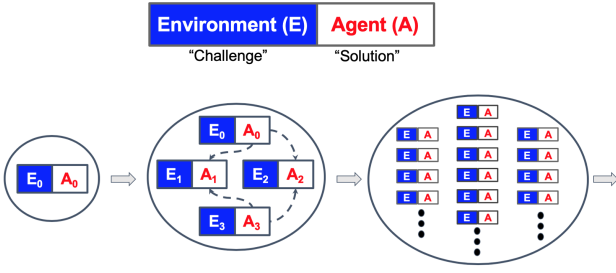 Environment (E) Agent (A)
“Challenge” “Solution”
E₀ A₀
E₀ A₀
E₁ A₁ E₂ A₂
E₃ A₃
E A
E A E A E A
E A
E A E A
E A
E A E A
E A
E A E A
E A